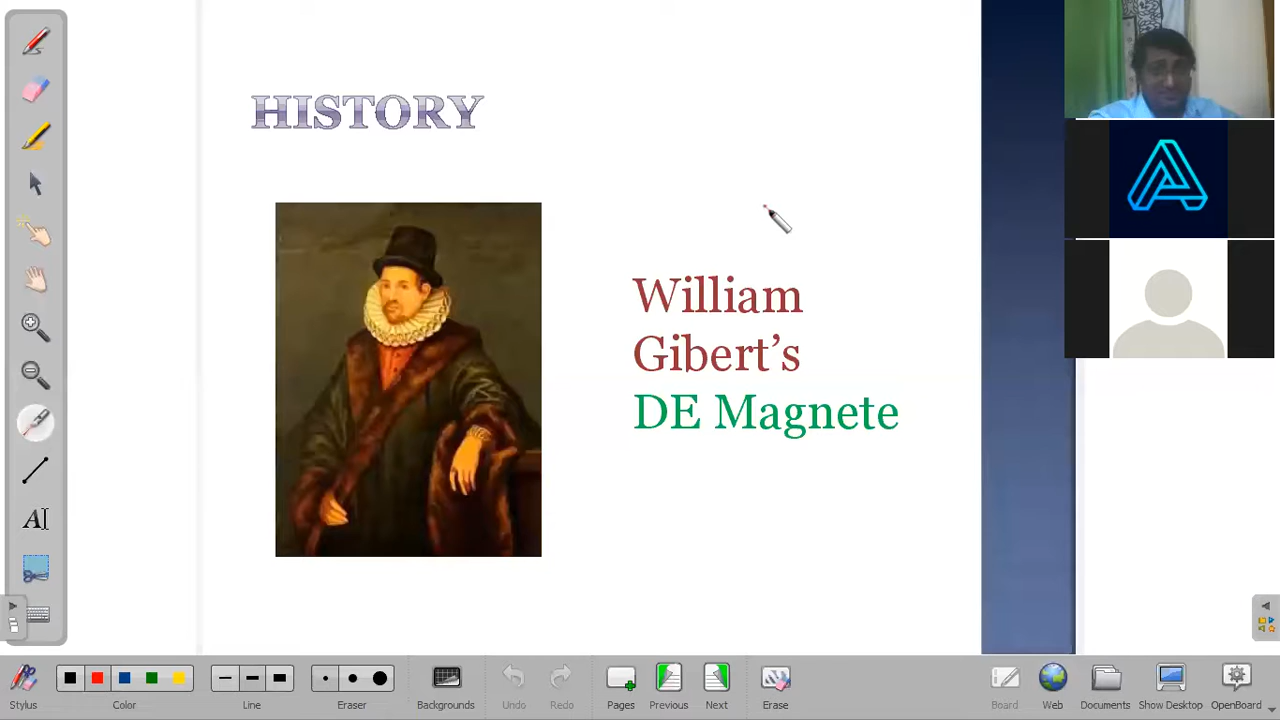 HISTORY
William
Gibert’s
DE Magnete
AI
Stylus
Color
Line
Eraser
Backgrounds
Undo
Redo
Pages
Previous
Next
Erase
Board
Web
Documents
Show Desktop
OpenBoard